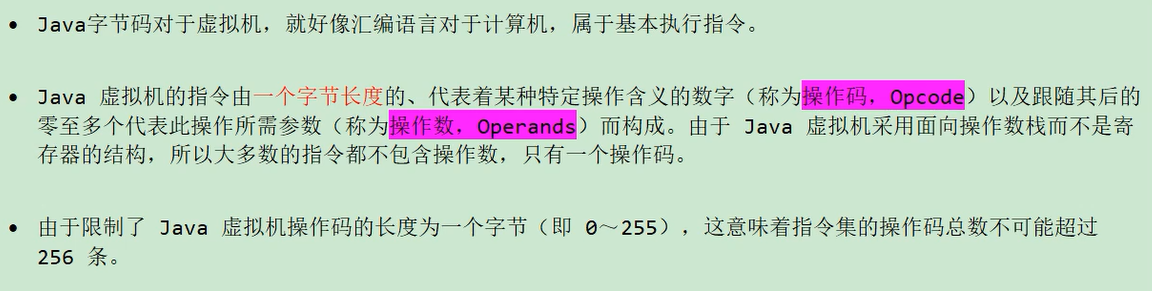 • Java字节码对于虚拟机，就好像汇编语言对于计算机，属于基本执行指令。
• Java 虚拟机的指令由一个字节长度的、代表着某种特定操作含义的数字（称为操作码，Opcode）以及跟随其后的
零至多个代表此操作所需参数（称为操作数，Operands）而构成。由于 Java 虚拟机采用面向操作数栈而不是寄
存器的结构，所以大多数的指令都不包含操作数，只有一个操作码。
• 由于限制了 Java 虚拟机操作码的长度为一个字节（即 0～255），这意味着指令集的操作码总数不可能超过
256 条。